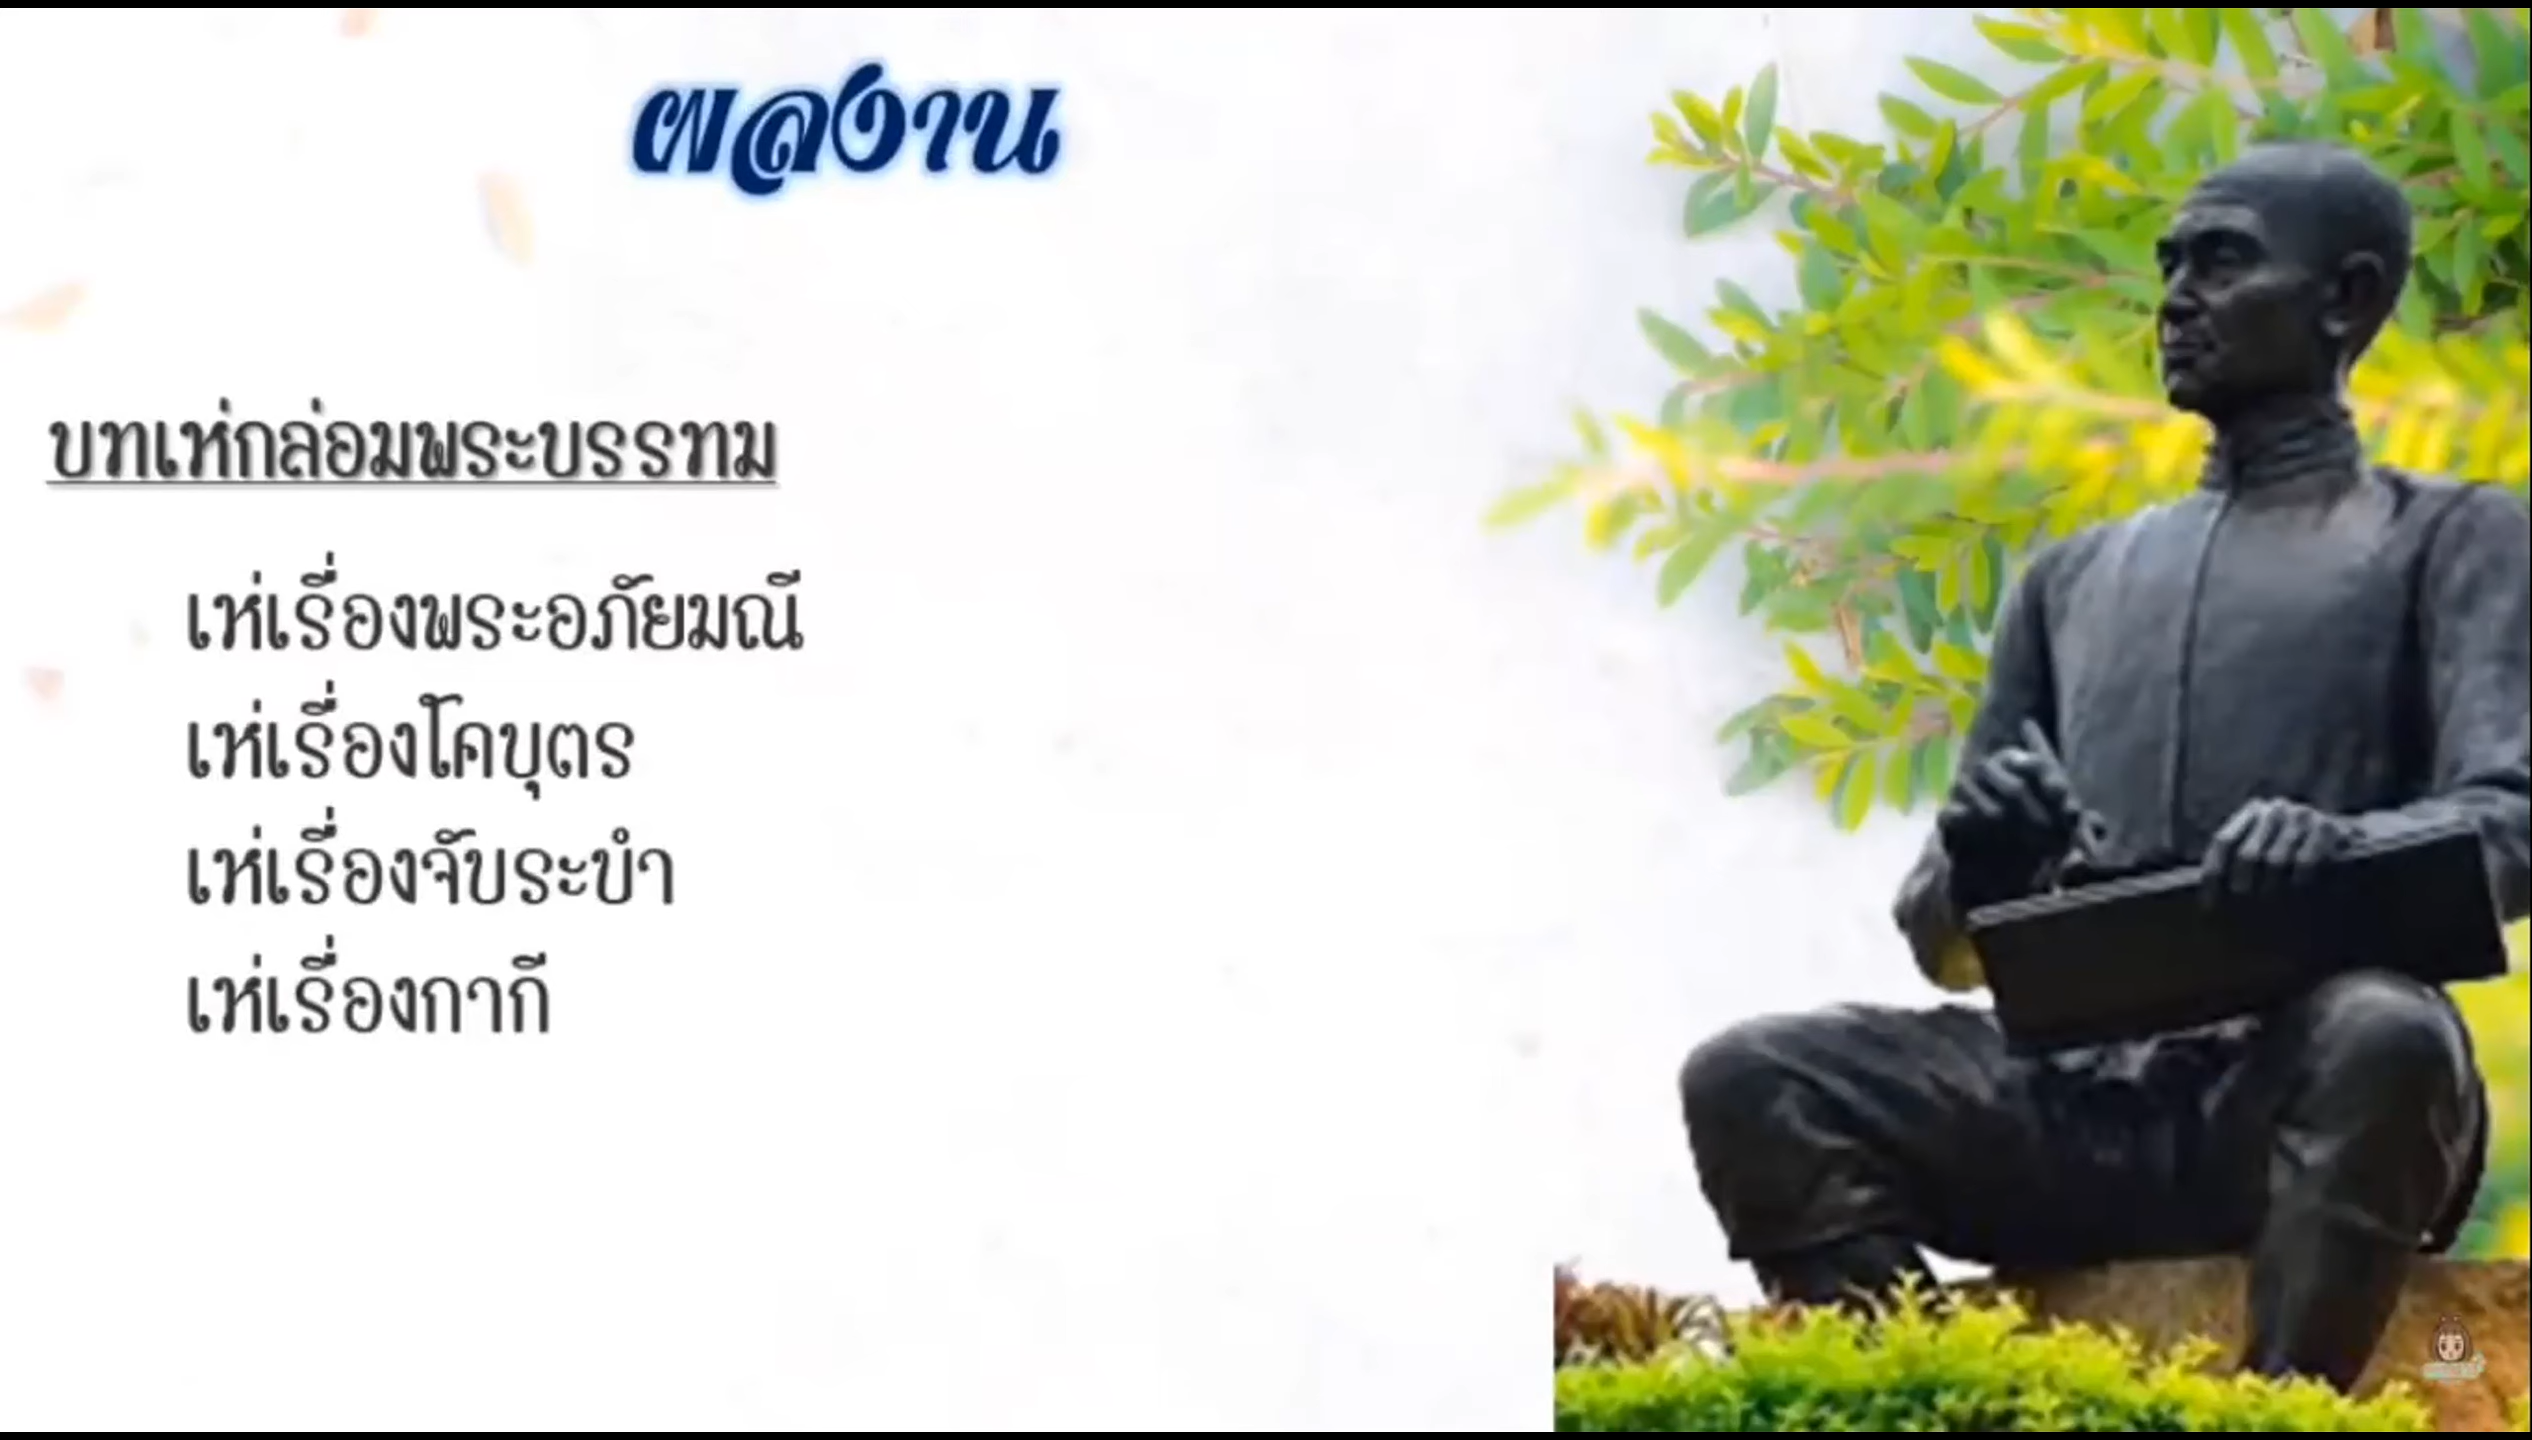 ผลงาน
บทเห่กล่อมพระบรรทม
เห่เรื่องพระอภัยมณี
เห่เรื่องโคบุตร
เห่เรื่องจับระบำ
เห่เรื่องกากี